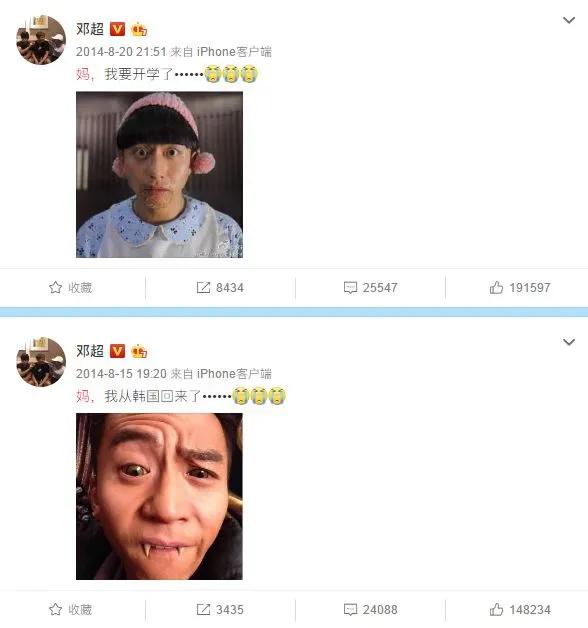 邓超
2014-8-20 21:51 来自 iPhone客户端
妈，我要开学了••••••
收藏
8434
25547
191597
邓超
2014-8-15 19:20 来自 iPhone客户端
妈，我从韩国回来了••••••
收藏
3435
24088
148234